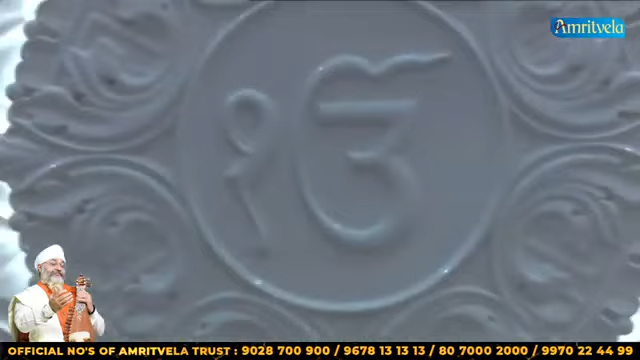 Amritvela
ੴ
OFFICIAL NO'S OF AMRITVELA TRUST : 9028 700 900 / 9678 13 13 13 / 80 7000 2000 / 9970 22 44 99